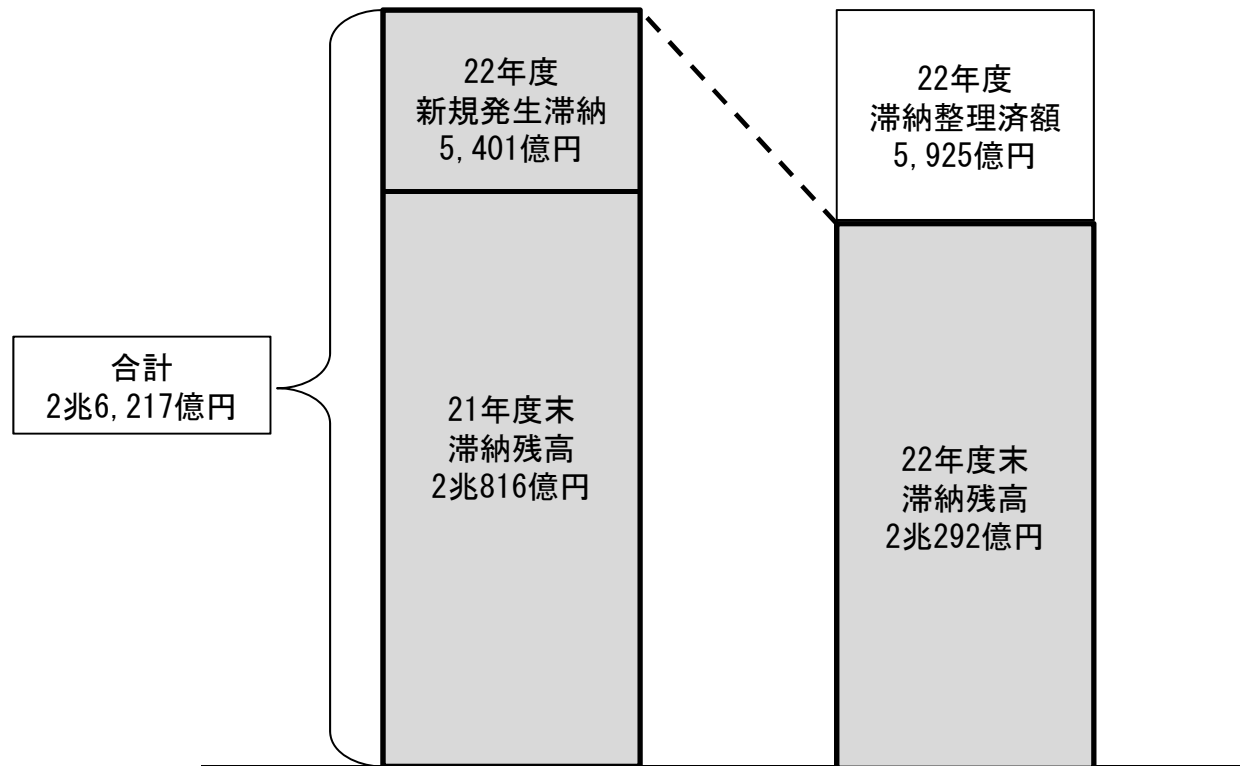 22年度
新規発生滞納
5,401億円
22年度
滞納整理済額
5,925億円
合計
2兆6,217億円
21年度末
滞納残高
2兆816億円
22年度末
滞納残高
2兆292億円